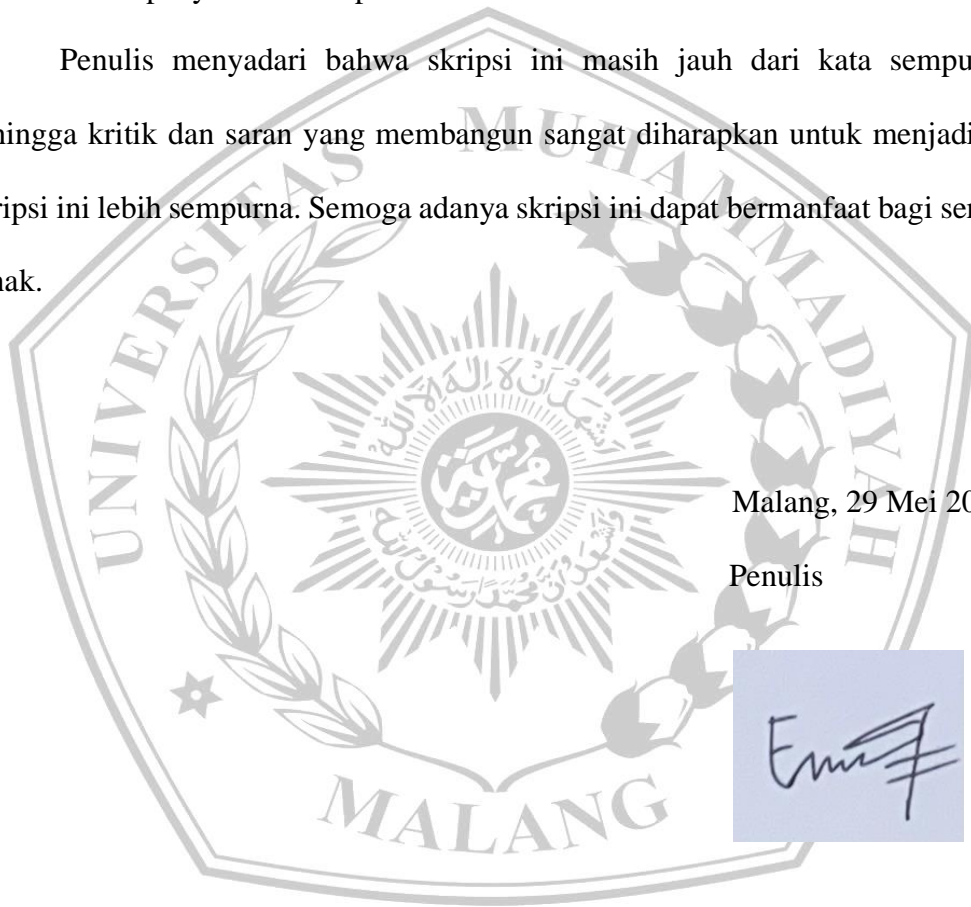 Penulis menyadari bahwa skripsi ini masih jauh dari kata sempu
hingga kritik dan saran yang membangun sangat diharapkan untuk menjadi
ripsi ini lebih sempurna. Semoga adanya skripsi ini dapat bermanfaat bagi
hak.
UNIVERSITAS MUHAMMADIYAH
Malang, 29 Mei 20
Penulis
MALANG